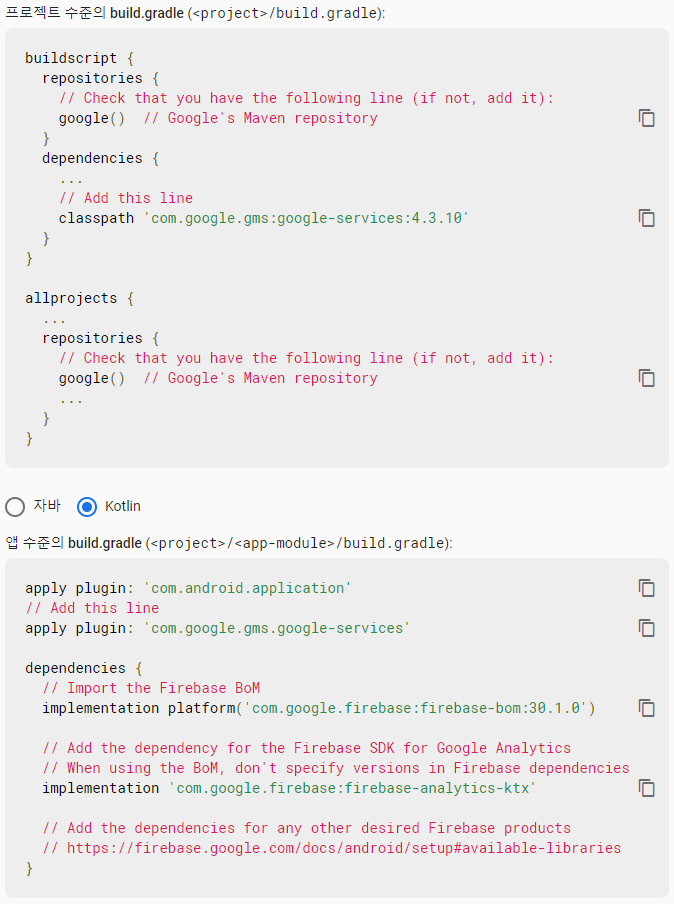 프로젝트 수준의 build.gradle (<project>/build.gradle):
buildscript {
  repositories {
    // Check that you have the following line (if not, add it):
    google()  // Google's Maven repository
  }
  dependencies {
    ...
    // Add this line
    classpath 'com.google.gms:google-services:4.3.10'
  }
}
allprojects {
  ...
  repositories {
    // Check that you have the following line (if not, add it):
    google()  // Google's Maven repository
    ...
  }
}
자바 Kotlin
앱 수준의 build.gradle (<project>/<app-module>/build.gradle):
apply plugin: 'com.android.application'
// Add this line
apply plugin: 'com.google.gms.google-services'
dependencies {
  // Import the Firebase BoM
  implementation platform('com.google.firebase:firebase-bom:30.1.0')
  // Add the dependency for the Firebase SDK for Google Analytics
  // When using the BoM, don't specify versions in Firebase dependencies
  implementation 'com.google.firebase:firebase-analytics-ktx'
  // Add the dependencies for any other desired Firebase products
  // https://firebase.google.com/docs/android/setup#available-libraries
}